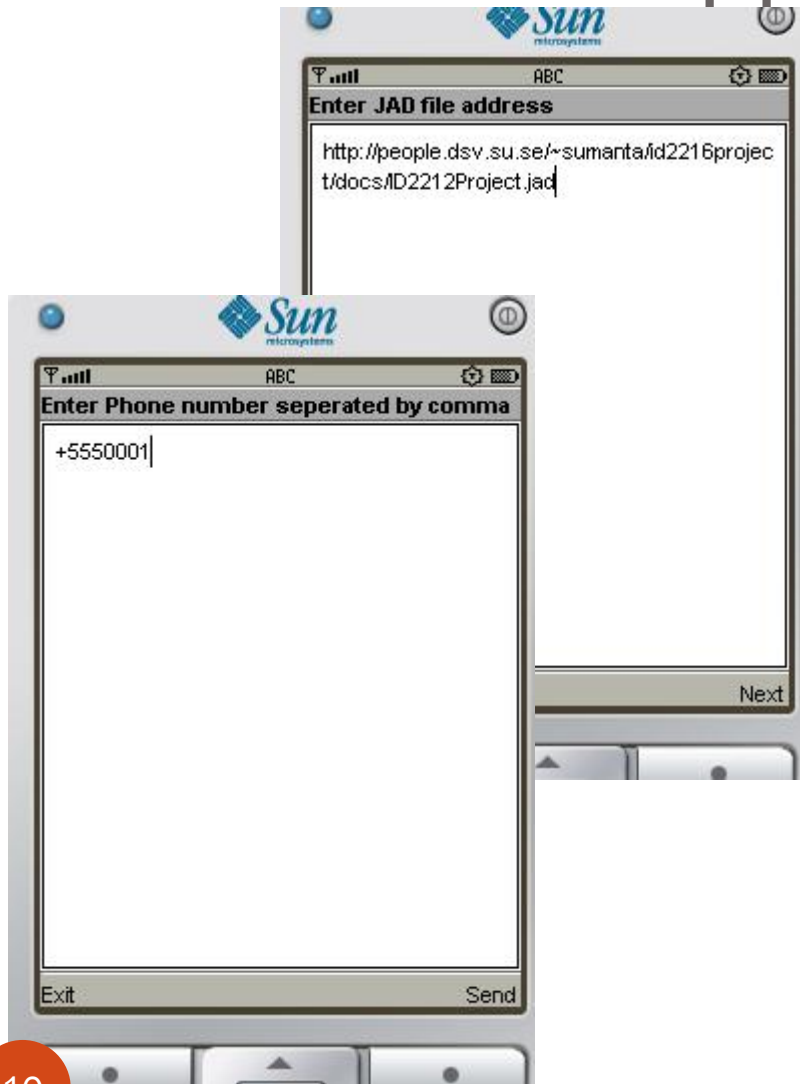 Sun
microsystems
ABC
Enter JAD file address
http://people.dsv.su.se/~sumanta/id2216projec
t/docs/ID2212Project.jad
Next
Sun
microsystems
ABC
Enter Phone number seperated by comma
+5550001
Exit
Send